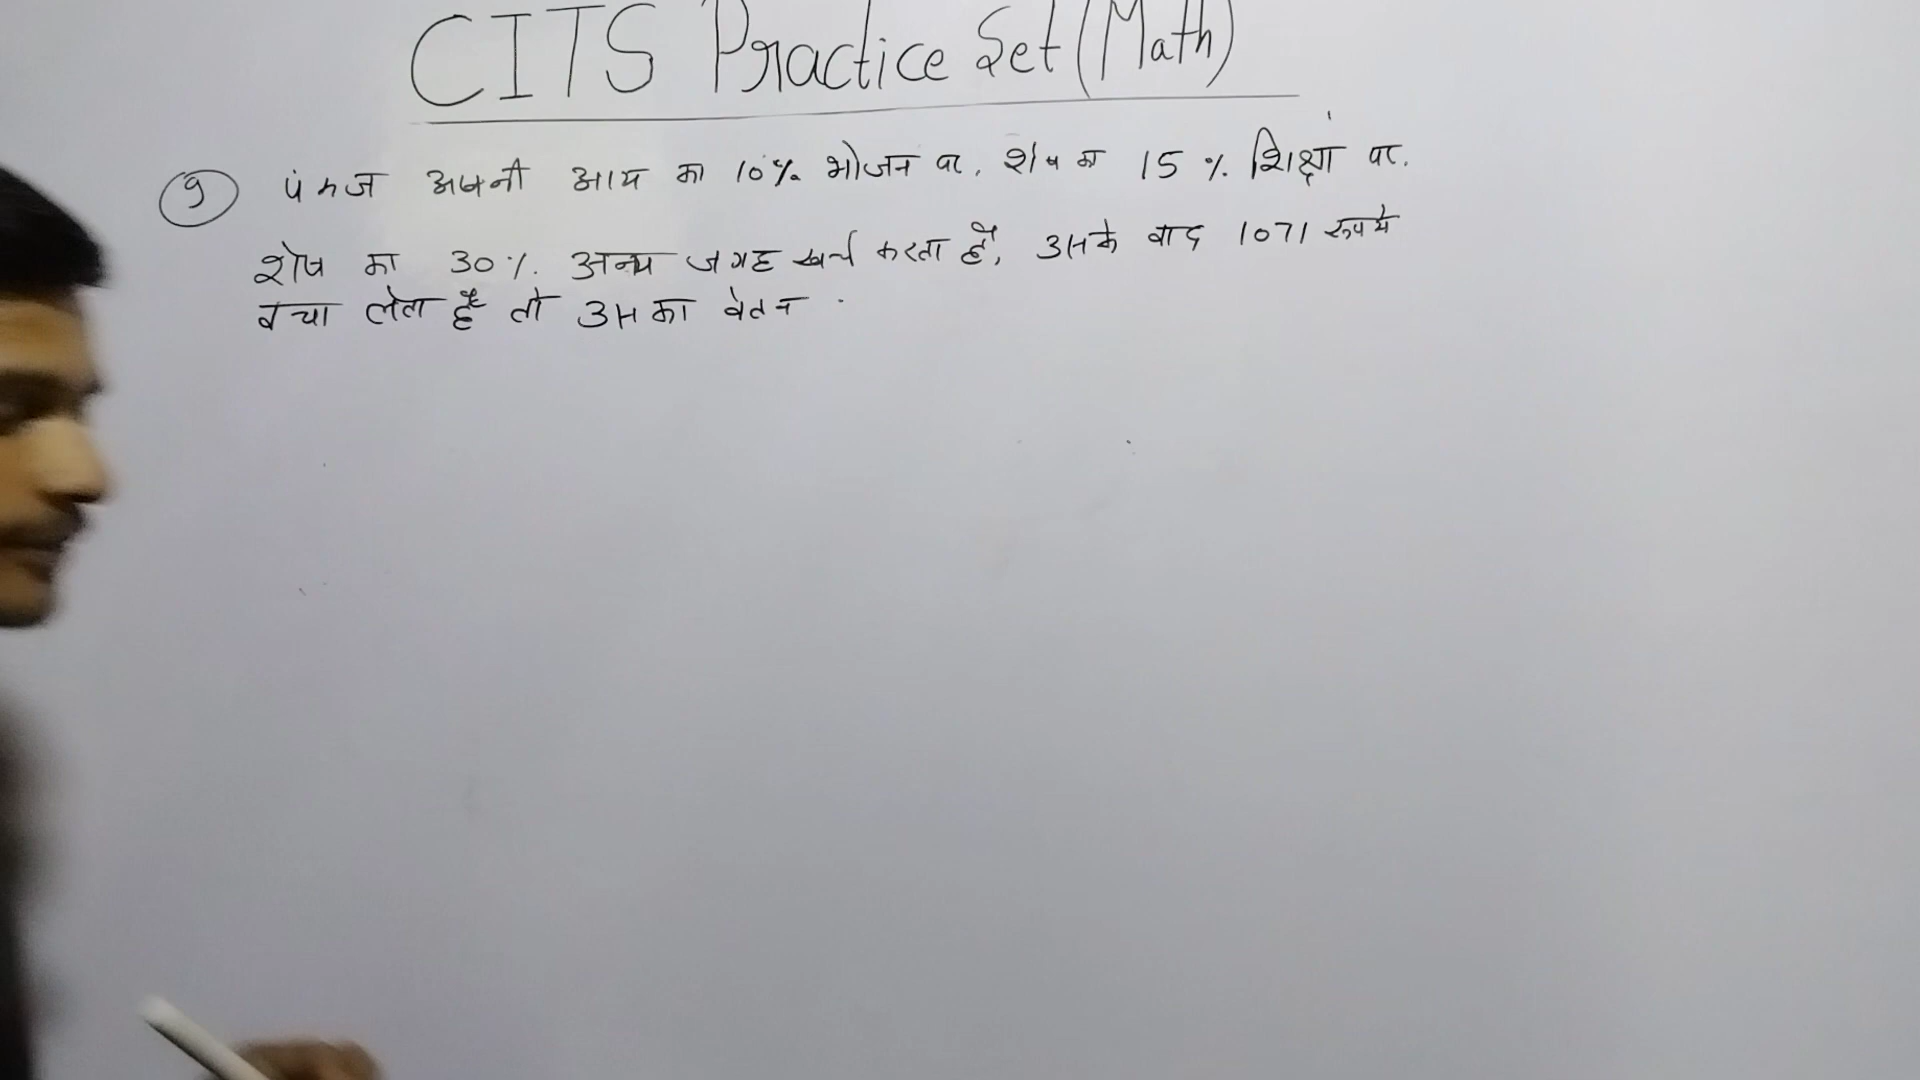 CITS Practice Set (Math)
9 पंकज अपनी आय का 10% भोजन पर, शेष का 15% शिक्षा पर,
शेष का 30% अन्य जगह खर्च करता है, उसके बाद 1071 रूपये
बचा लेता है तो उसका वेतन